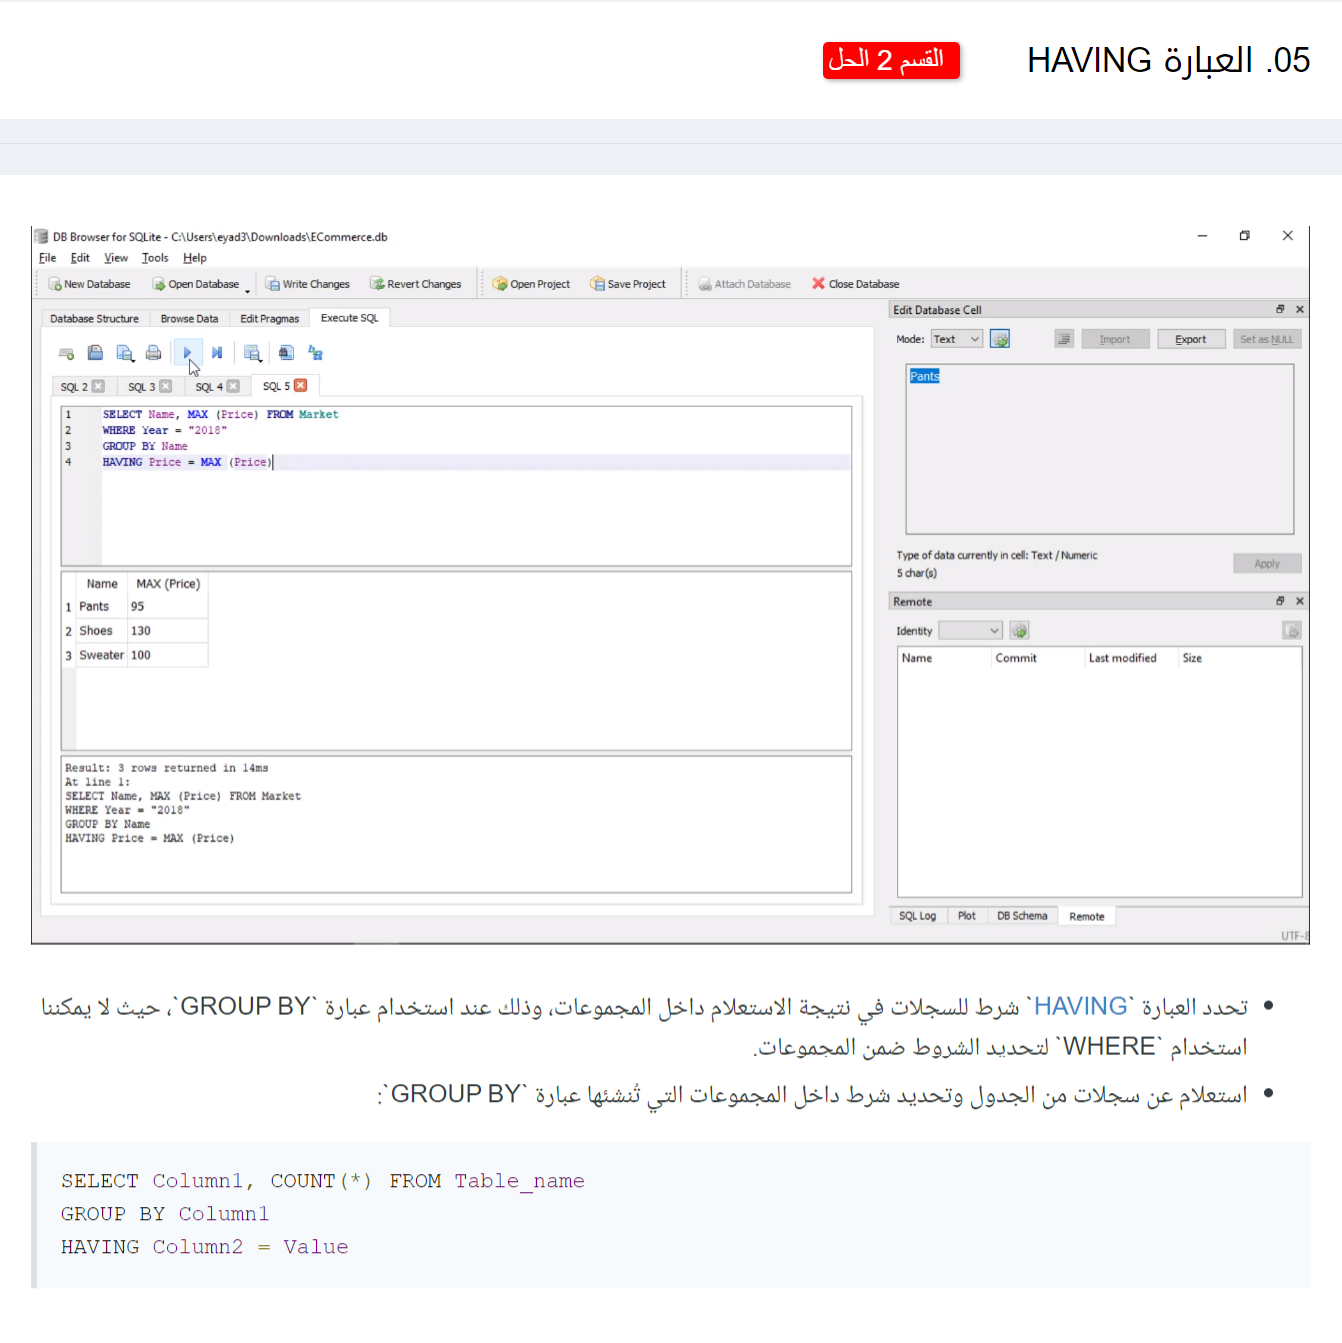 05. العبارة HAVING
القسم 2 الحل
DB Browser for SQLite - C:\Users\eyad3\Downloads\ECommerce.db
File Edit View Tools Help
New Database Open Database Write Changes Revert Changes Open Project Save Project Attach Database Close Database
Database Structure Browse Data Edit Pragmas Execute SQL
SQL 2 SQL 3 SQL 4 SQL 5
1 SELECT Name, MAX (Price) FROM Market
2 WHERE Year = "2018"
3 GROUP BY Name
4 HAVING Price = MAX (Price)
Name MAX (Price)
1 Pants 95
2 Shoes 130
3 Sweater 100
Result: 3 rows returned in 14ms
At line 1:
SELECT Name, MAX (Price) FROM Market
WHERE Year = "2018"
GROUP BY Name
HAVING Price = MAX (Price)
Edit Database Cell
Mode: Text Import Export Set as NULL
Pants
Type of data currently in cell: Text / Numeric
5 char(s)
Apply
Remote
Identity
Name Commit Last modified Size
SQL Log Plot DB Schema Remote
UTF-8
تحدد العبارة `HAVING` شرط للسجلات في نتيجة الاستعلام داخل المجموعات، وذلك عند استخدام عبارة `GROUP BY`، حيث لا يمكننا
استخدام `WHERE` لتحديد الشروط ضمن المجموعات.
استعلام عن سجلات من الجدول وتحديد شرط داخل المجموعات التي تُنشئها عبارة `GROUP BY`:
SELECT Column1, COUNT(*) FROM Table_name
GROUP BY Column1
HAVING Column2 = Value